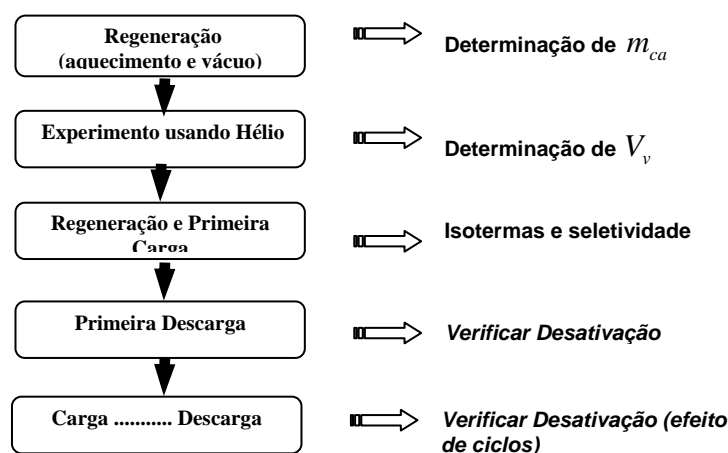 Regeneração
(aquecimento e vácuo)
Determinação de m_ca
Experimento usando Hélio
Determinação de V_v
Regeneração e Primeira
Carga
Isotermas e seletividade
Primeira Descarga
Verificar Desativação
Carga ........... Descarga
Verificar Desativação (efeito
de ciclos)